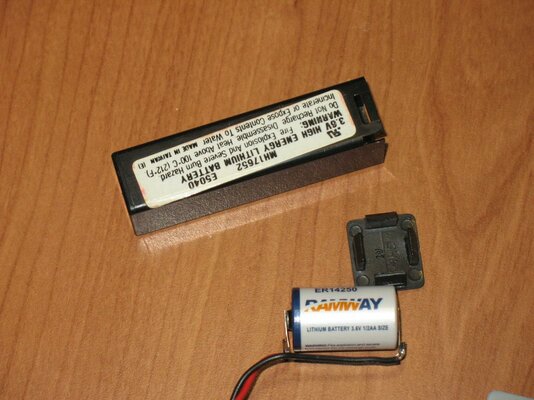 E5040
MH17652
3.6V HIGH ENERGY LITHIUM BATTERY
WARNING: Fire Explosion And Severe Burn Hazard
Do Not Recharge Disassemble Heat Above 100°C (212°F)
Incinerate or Expose Contents To Water MADE IN TAIWAN (E)
ER14250
RAMWAY
LITHIUM BATTERY 3.6V 1/2AA SIZE